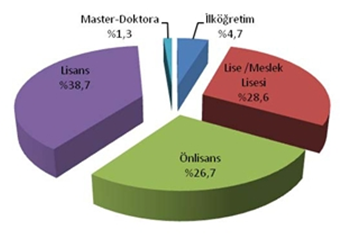 Master-Doktora
%1,3
İlköğretim
%4,7
Lise /Meslek
Lisesi
%28,6
Önlisans
%26,7
Lisans
%38,7